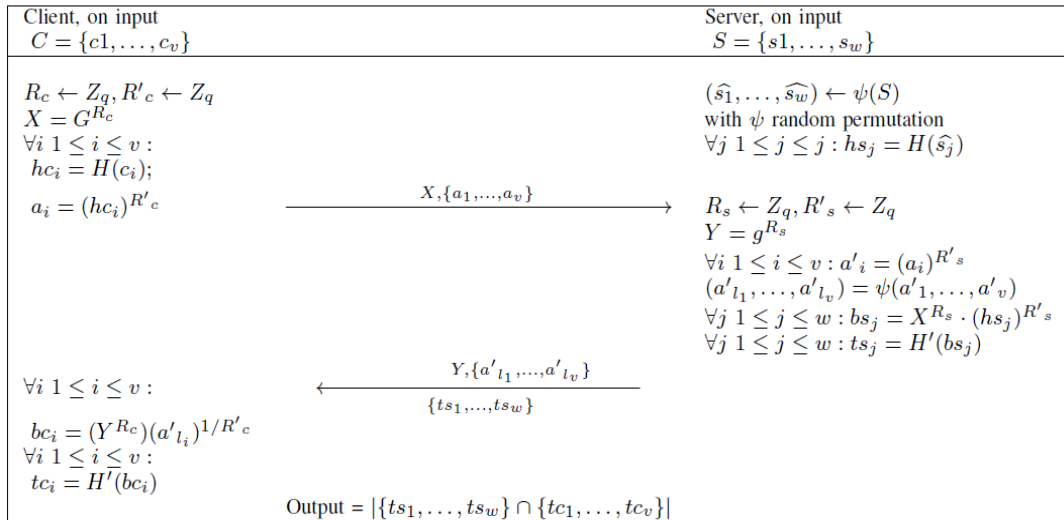 Client, on input
C = {c1, . . . , c_v}
Server, on input
S = {s1, . . . , s_w}
R_c ← Z_q, R'_c ← Z_q
X = G^{R_c}
∀i 1 ≤ i ≤ v :
hc_i = H(c_i);
a_i = (hc_i)^{R'_c}
X,{a_1,...,a_v}
(ŝ_1, . . . , ŝ_w) ← ψ(S)
with ψ random permutation
∀j 1 ≤ j ≤ j : hs_j = H(ŝ_j)
R_s ← Z_q, R'_s ← Z_q
Y = g^{R_s}
∀i 1 ≤ i ≤ v : a'_i = (a_i)^{R'_s}
(a'_{l_1}, . . . , a'_{l_v}) = ψ(a'_1, . . . , a'_v)
∀j 1 ≤ j ≤ w : bs_j = X^{R_s} · (hs_j)^{R'_s}
∀j 1 ≤ j ≤ w : ts_j = H'(bs_j)
Y,{a'_{l_1},...,a'_{l_v}}
{ts_1,...,ts_w}
∀i 1 ≤ i ≤ v :
bc_i = (Y^{R_c})(a'_{l_i})^{1/R'_c}
∀i 1 ≤ i ≤ v :
tc_i = H'(bc_i)
Output = |{ts_1, . . . , ts_w} ∩ {tc_1, . . . , tc_v}|